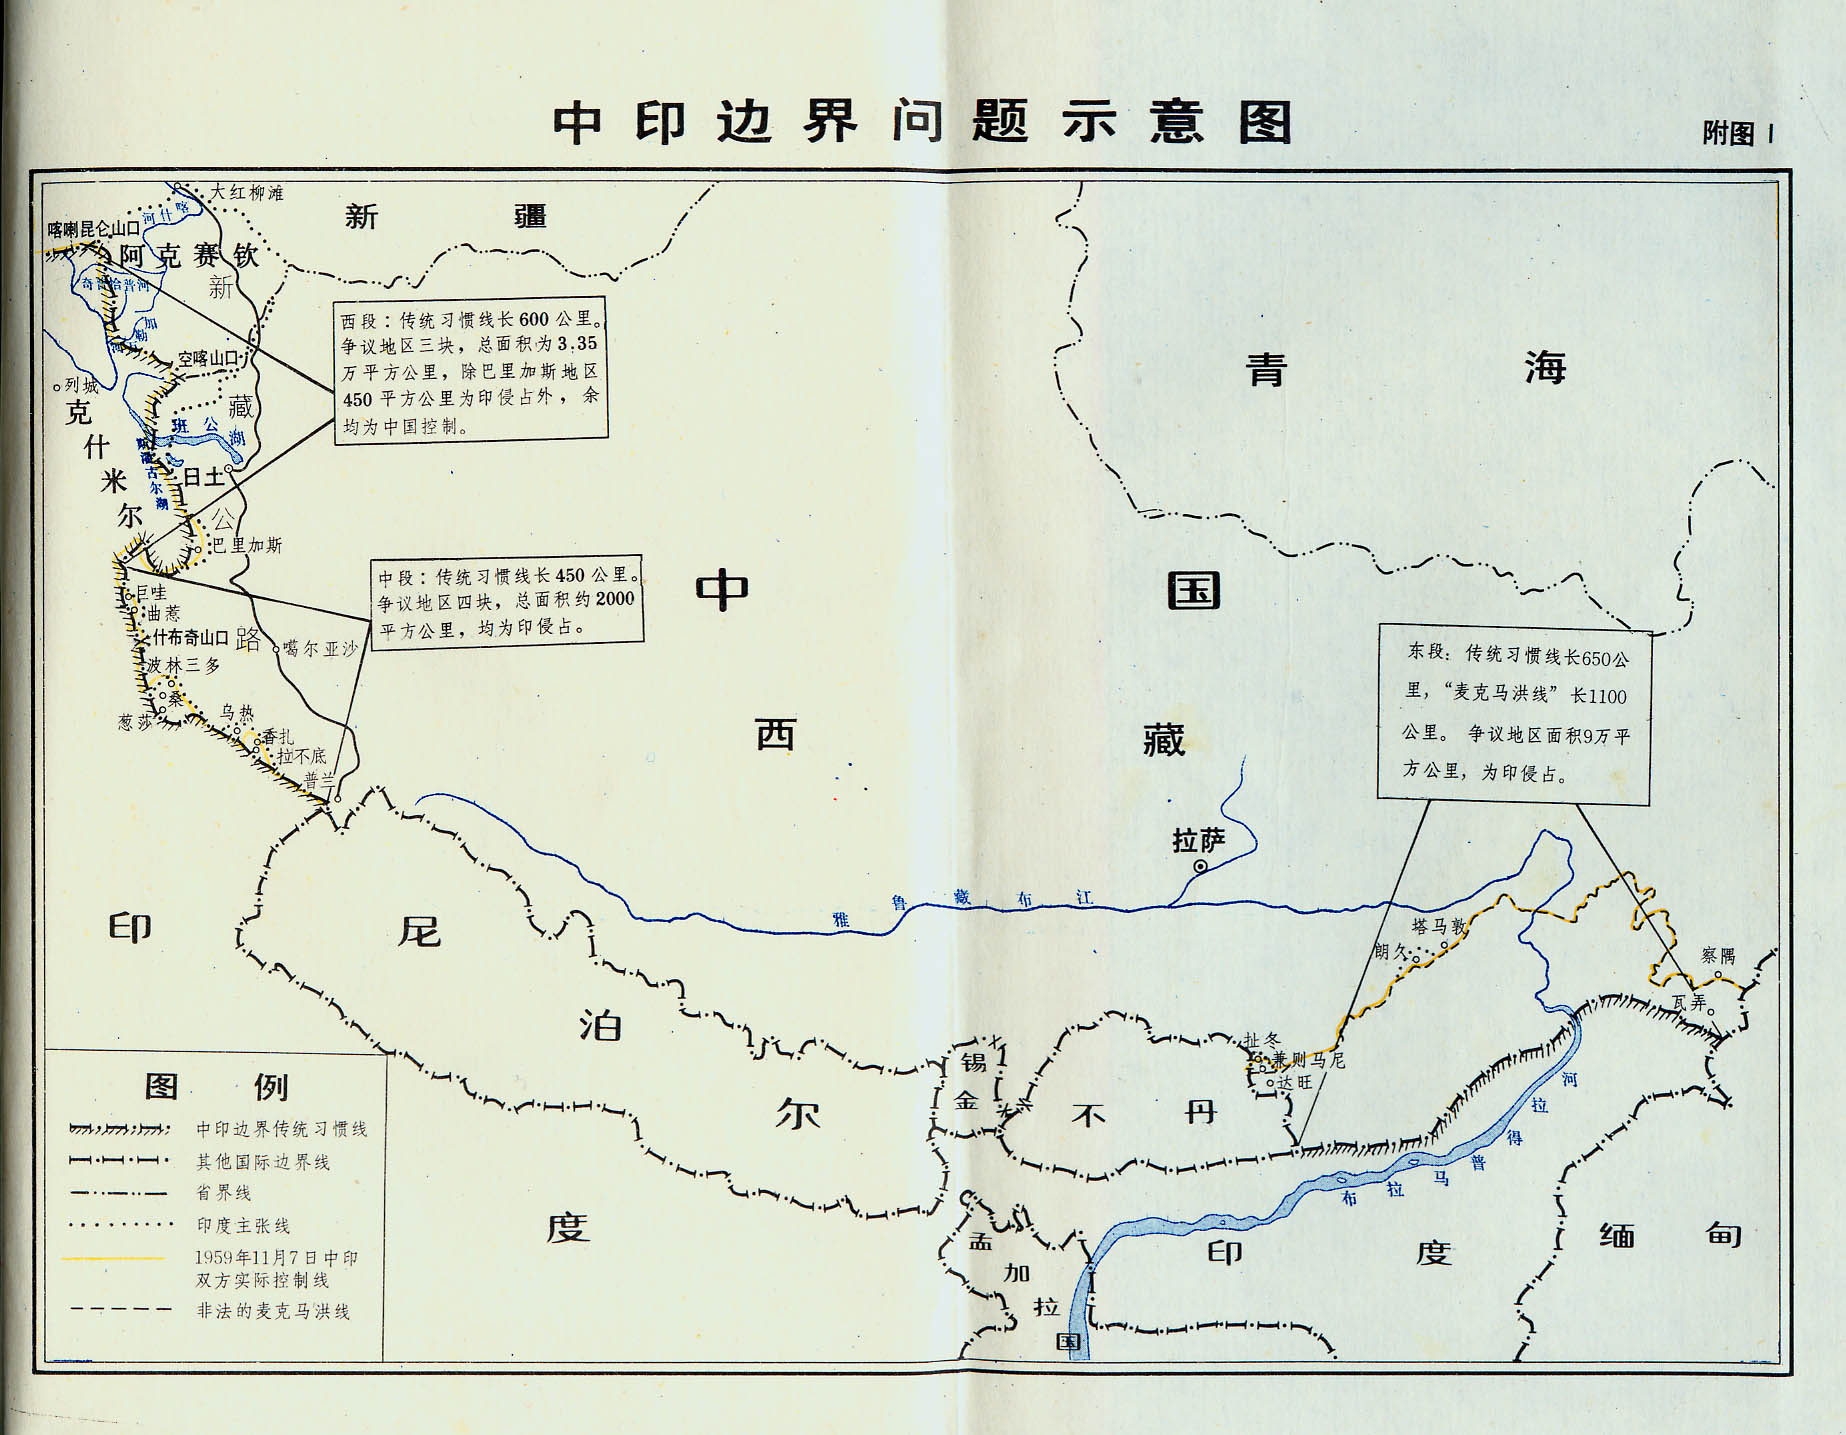 中印边界问题示意图
附图1
大红柳滩
新疆
喀喇昆仑山口
喀什河
阿克赛钦
奇普恰普河
新
西段：传统习惯线长600公里。
争议地区三块，总面积为3.35
万平方公里，除巴里加斯地区
450平方公里为印侵占外，余
均为中国控制。
空喀山口
列城
藏
克什米尔
班公湖
日土
公
巴里加斯
青海
中段：传统习惯线长450公里。
争议地区四块，总面积约2000
平方公里，均为印侵占。
中国
巨哇
曲惹
什布奇山口
路
噶尔亚沙
波林三多
桑
葱莎
乌热
香扎
拉不底
普兰
西藏
东段：传统习惯线长650公
里，“麦克马洪线”长1100
公里。争议地区面积9万平
方公里，为印侵占。
拉萨
雅鲁藏布江
塔马敦
朗久
察隅
瓦弄
印度
尼泊尔
锡金
不丹
扯冬
兼则马尼
达旺
布拉马普得拉河
孟加拉国
印度
缅甸
图例
中印边界传统习惯线
其他国际边界线
省界线
印度主张线
1959年11月7日中印
双方实际控制线
非法的麦克马洪线